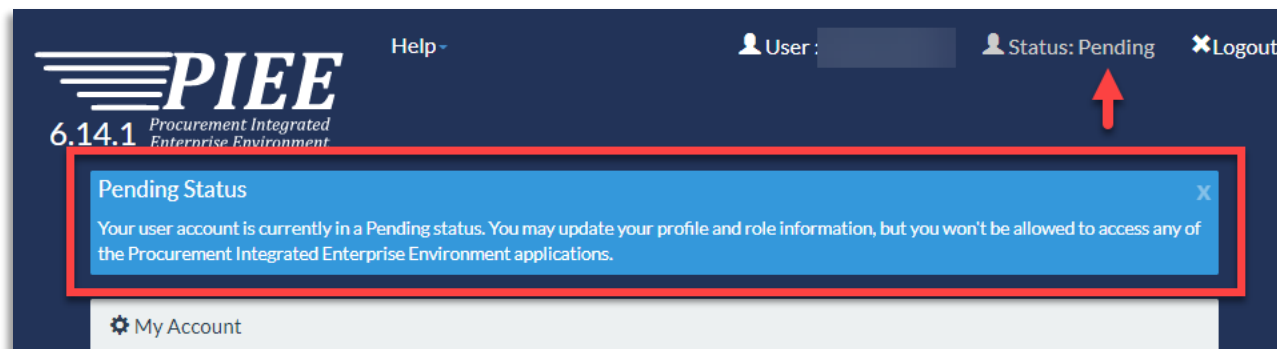 PIEE
Help
User :
Status: Pending
XLogout
6.14.1 Procurement Integrated
Enterprise Environment
Pending Status
X
Your user account is currently in a Pending status. You may update your profile and role information, but you won't be allowed to access any of
the Procurement Integrated Enterprise Environment applications.
My Account